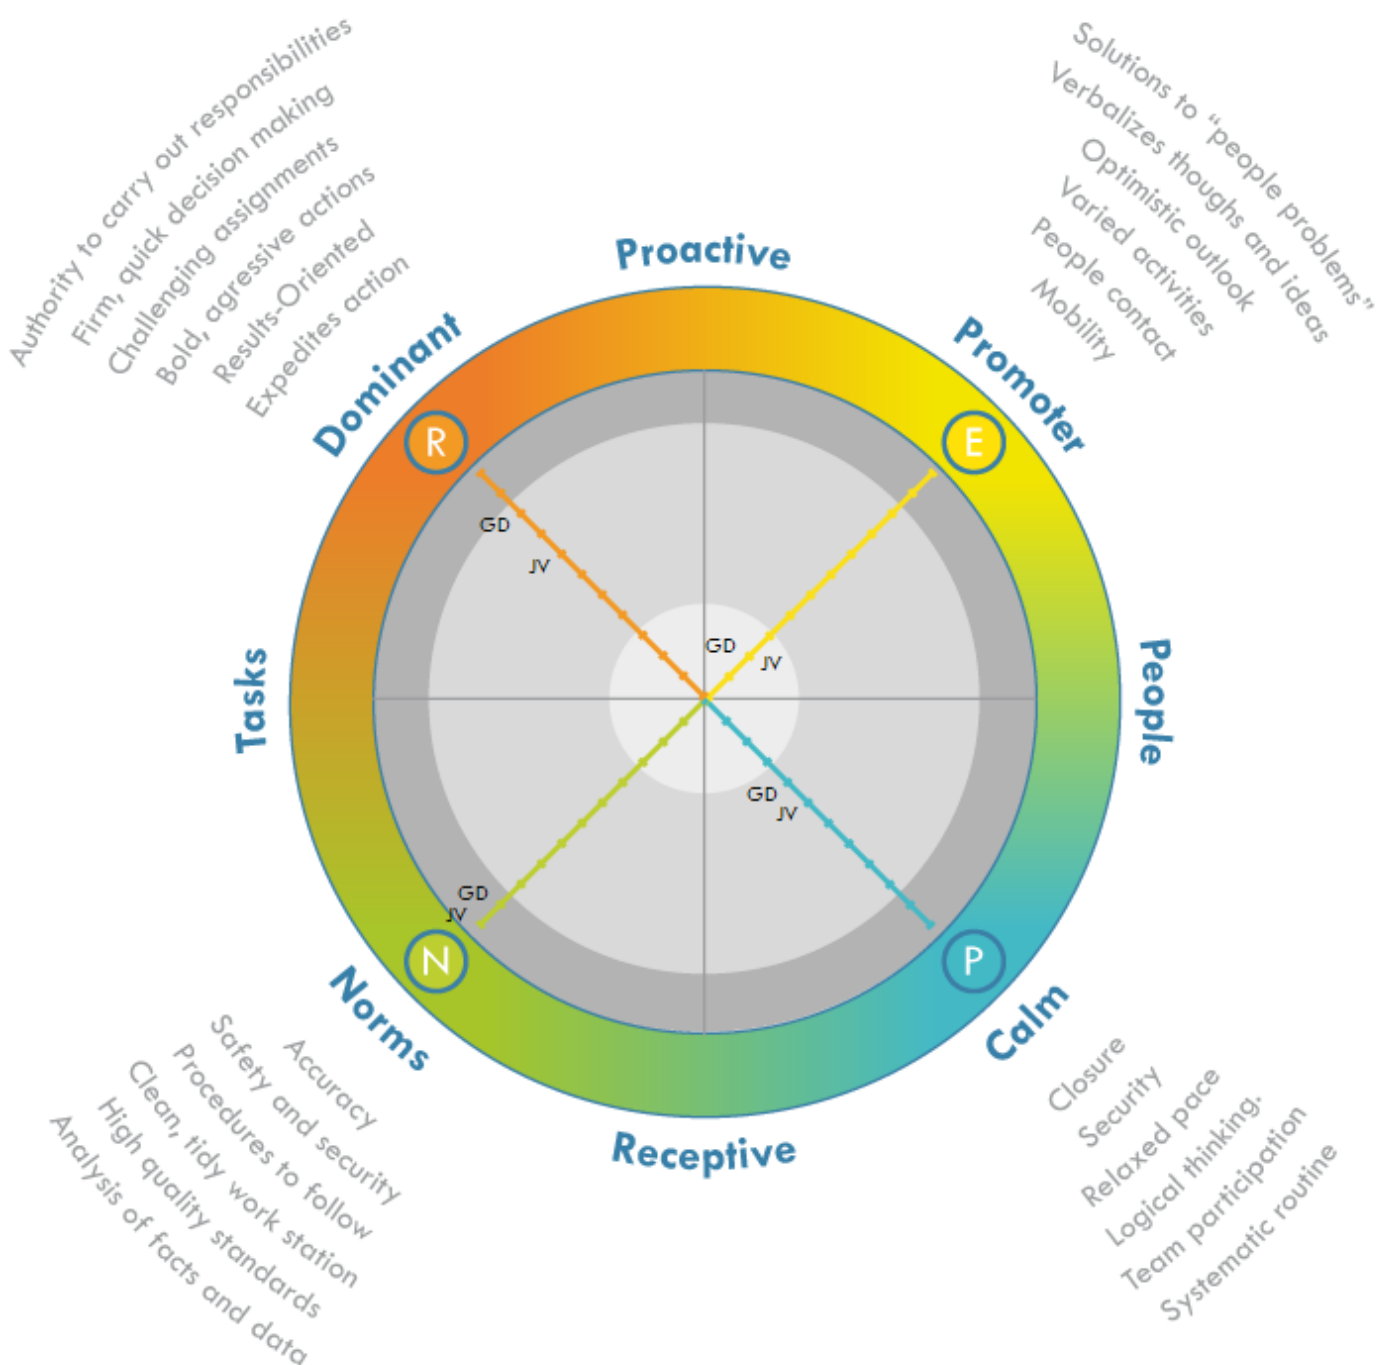 Authority to carry out responsibilities
Firm, quick decision making
Challenging assignments
Bold, agressive actions
Results-Oriented
Expedites action
Solutions to “people problems”
Verbalizes thoughs and ideas
Optimistic outlook
Varied activities
People contact
Mobility
Proactive
Dominant
Promoter
R
E
GD
JV
GD
JV
Tasks
People
GD
JV
GD
JV
N
P
Norms
Calm
Receptive
Accuracy
Safety and security
Procedures to follow
Clean, tidy work station
High quality standards
Analysis of facts and data
Closure
Security
Relaxed pace
Logical thinking.
Team participation
Systematic routine